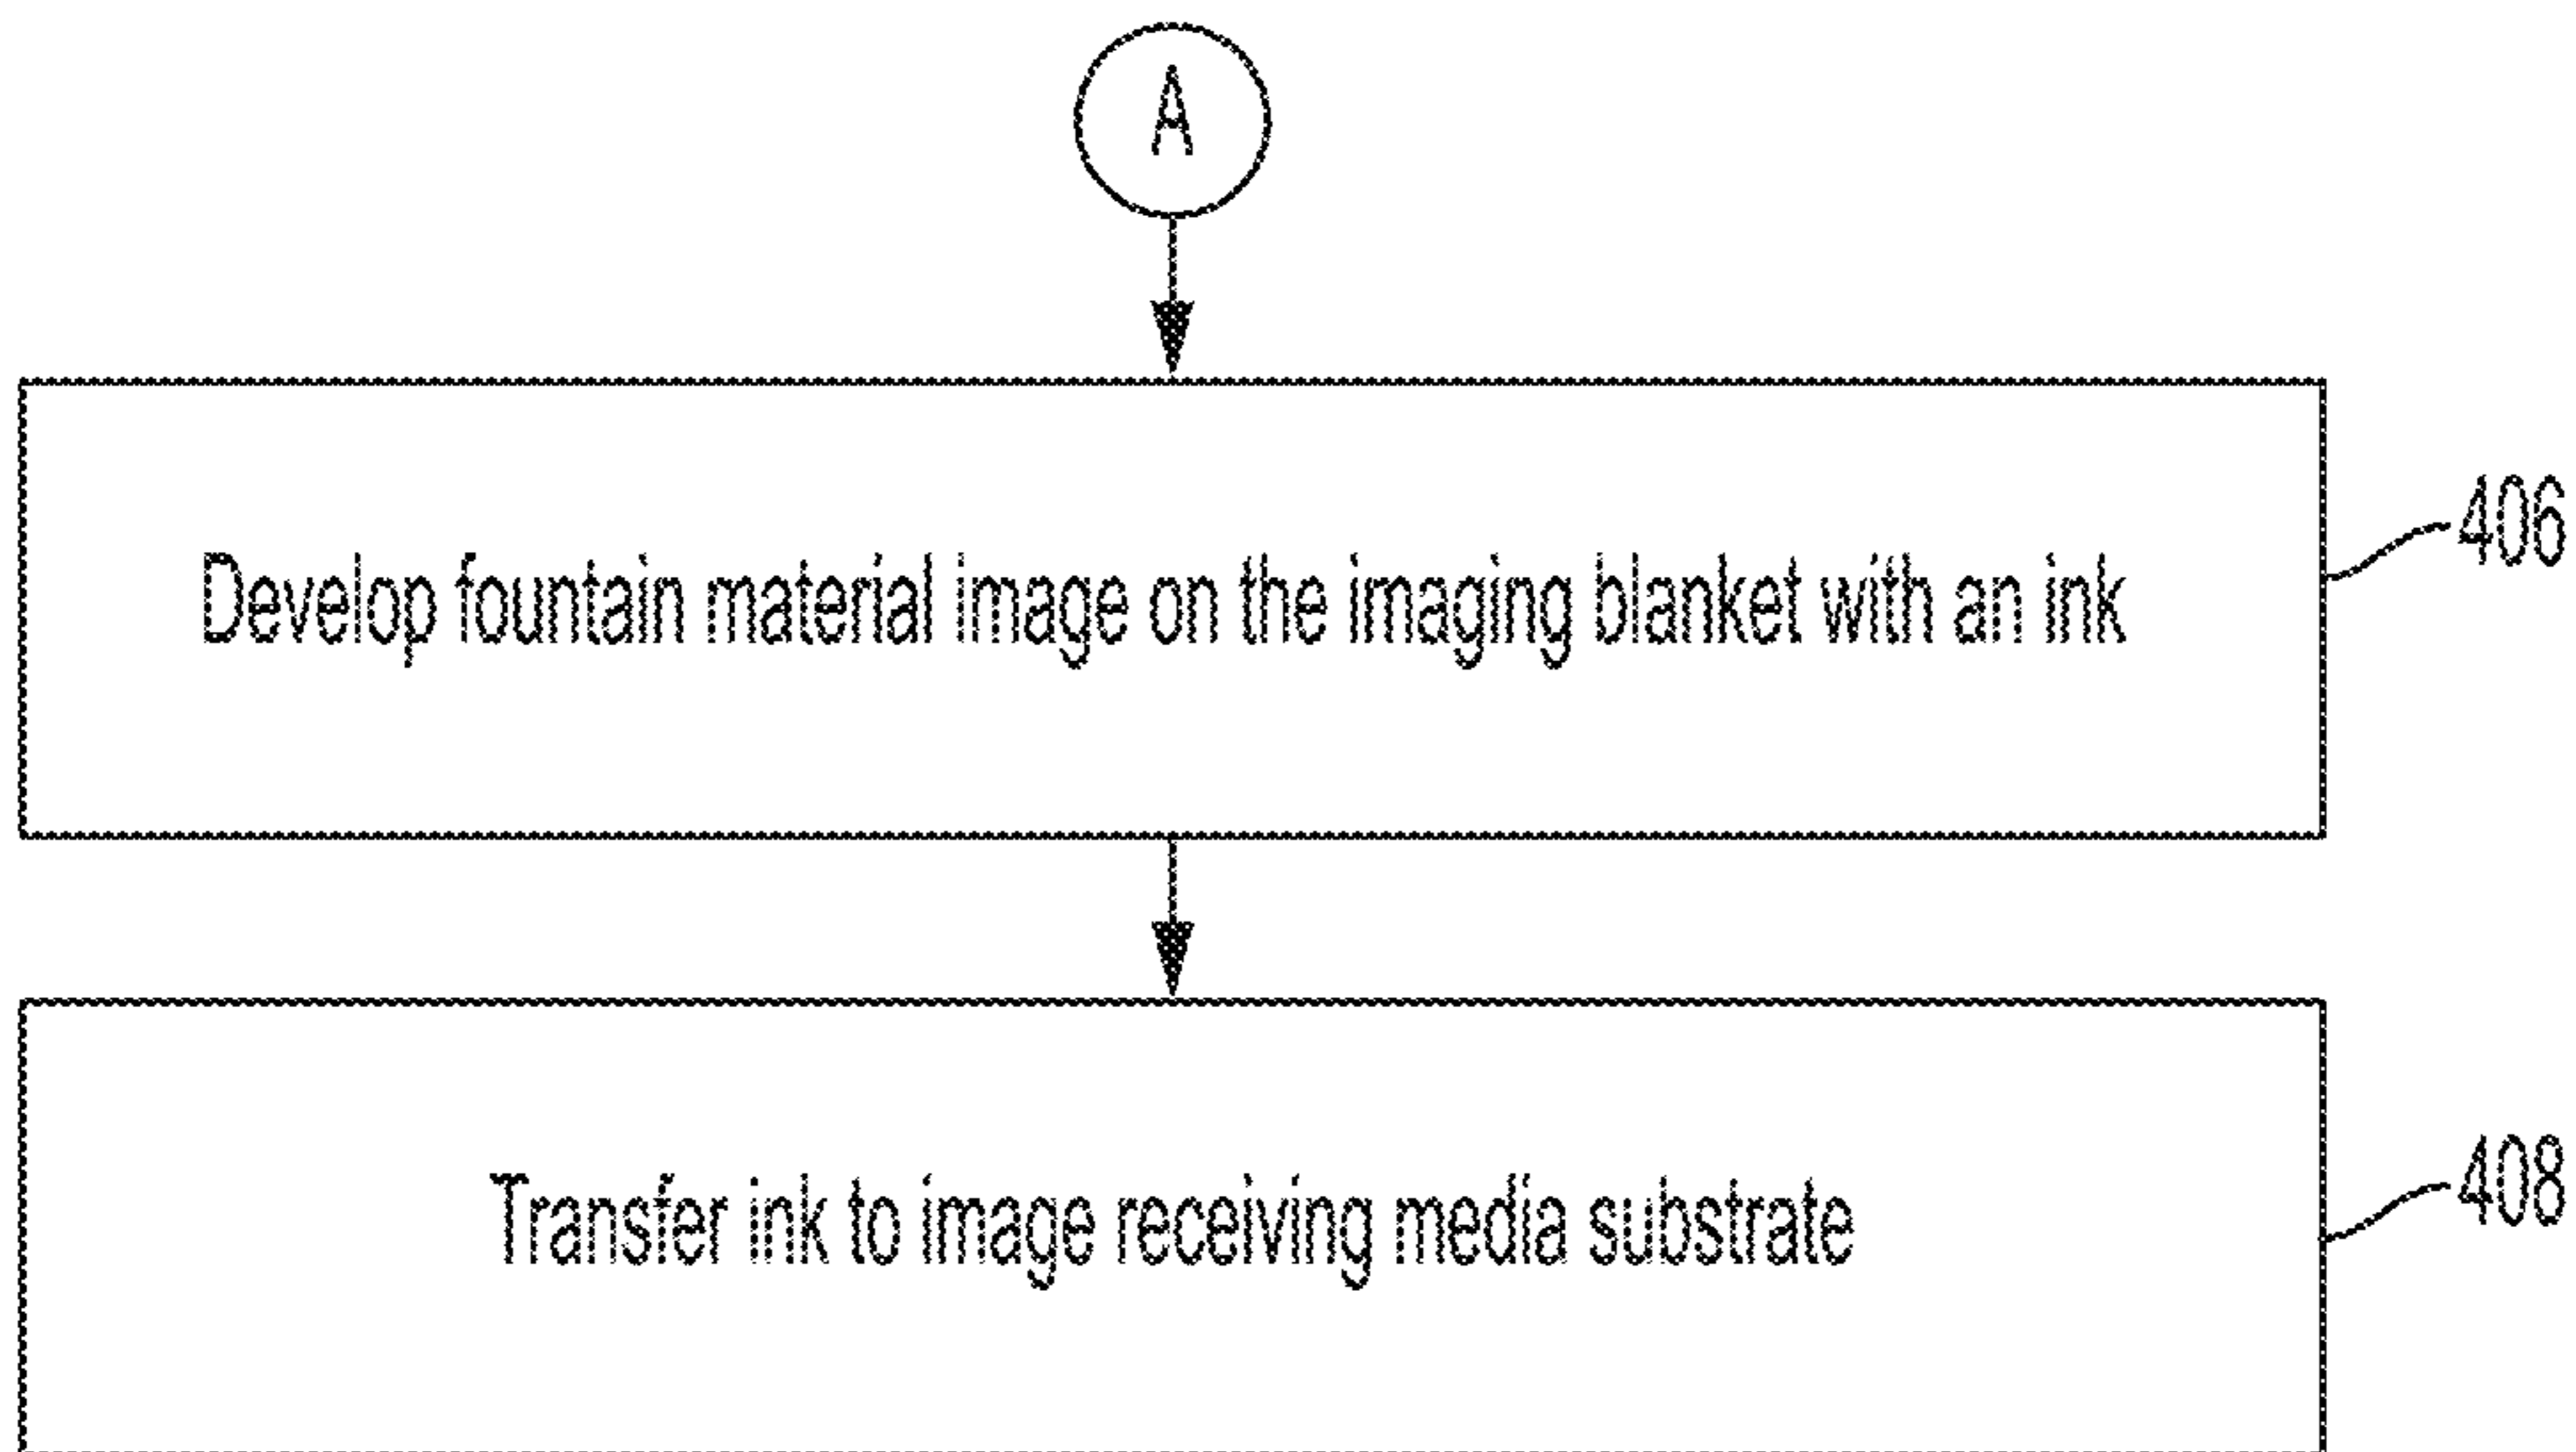 A
Develop fountain material image on the imaging blanket with an ink
406
Transfer ink to image receiving media substrate
408